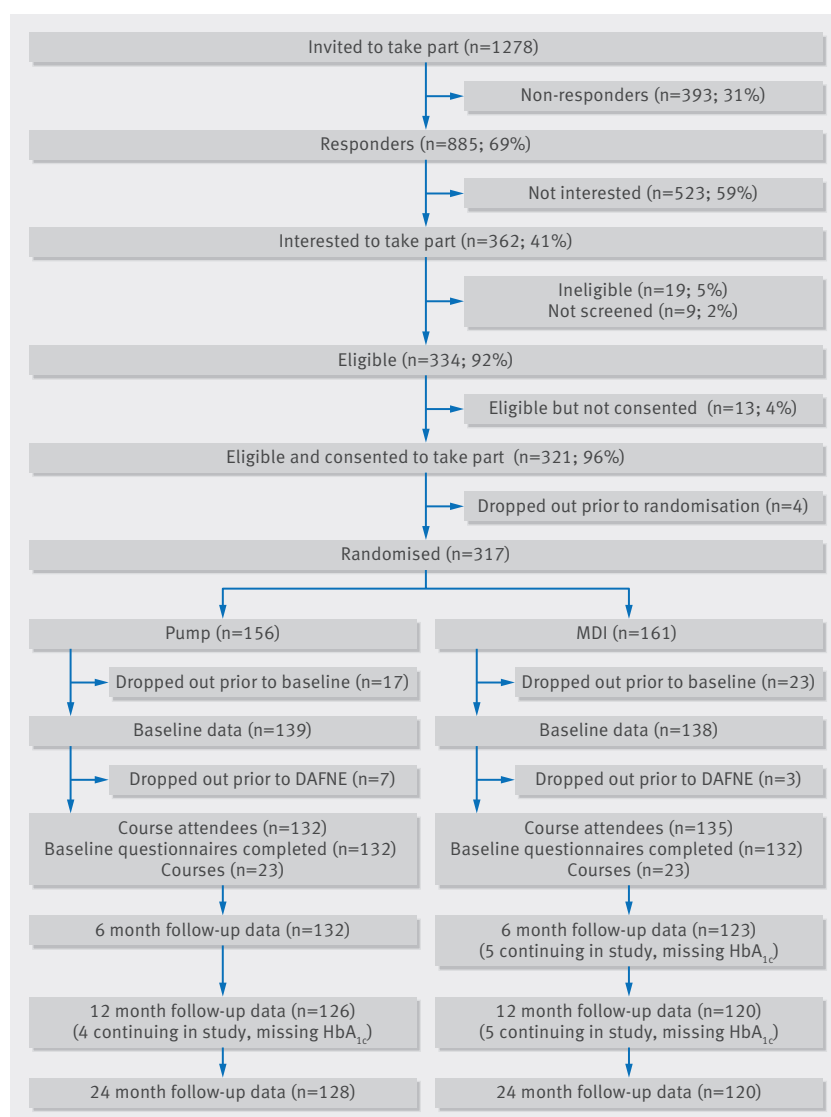 Invited to take part (n=1278)
Non-responders (n=393; 31%)
Responders (n=885; 69%)
Not interested (n=523; 59%)
Interested to take part (n=362; 41%)
Ineligible (n=19; 5%)
Not screened (n=9; 2%)
Eligible (n=334; 92%)
Eligible but not consented (n=13; 4%)
Eligible and consented to take part (n=321; 96%)
Dropped out prior to randomisation (n=4)
Randomised (n=317)
Pump (n=156)
Dropped out prior to baseline (n=17)
Baseline data (n=139)
Dropped out prior to DAFNE (n=7)
Course attendees (n=132)
Baseline questionnaires completed (n=132)
Courses (n=23)
6 month follow-up data (n=132)
12 month follow-up data (n=126)
(4 continuing in study, missing HbA1c)
24 month follow-up data (n=128)
MDI (n=161)
Dropped out prior to baseline (n=23)
Baseline data (n=138)
Dropped out prior to DAFNE (n=3)
Course attendees (n=135)
Baseline questionnaires completed (n=132)
Courses (n=23)
6 month follow-up data (n=123)
(5 continuing in study, missing HbA1c)
12 month follow-up data (n=120)
(5 continuing in study, missing HbA1c)
24 month follow-up data (n=120)